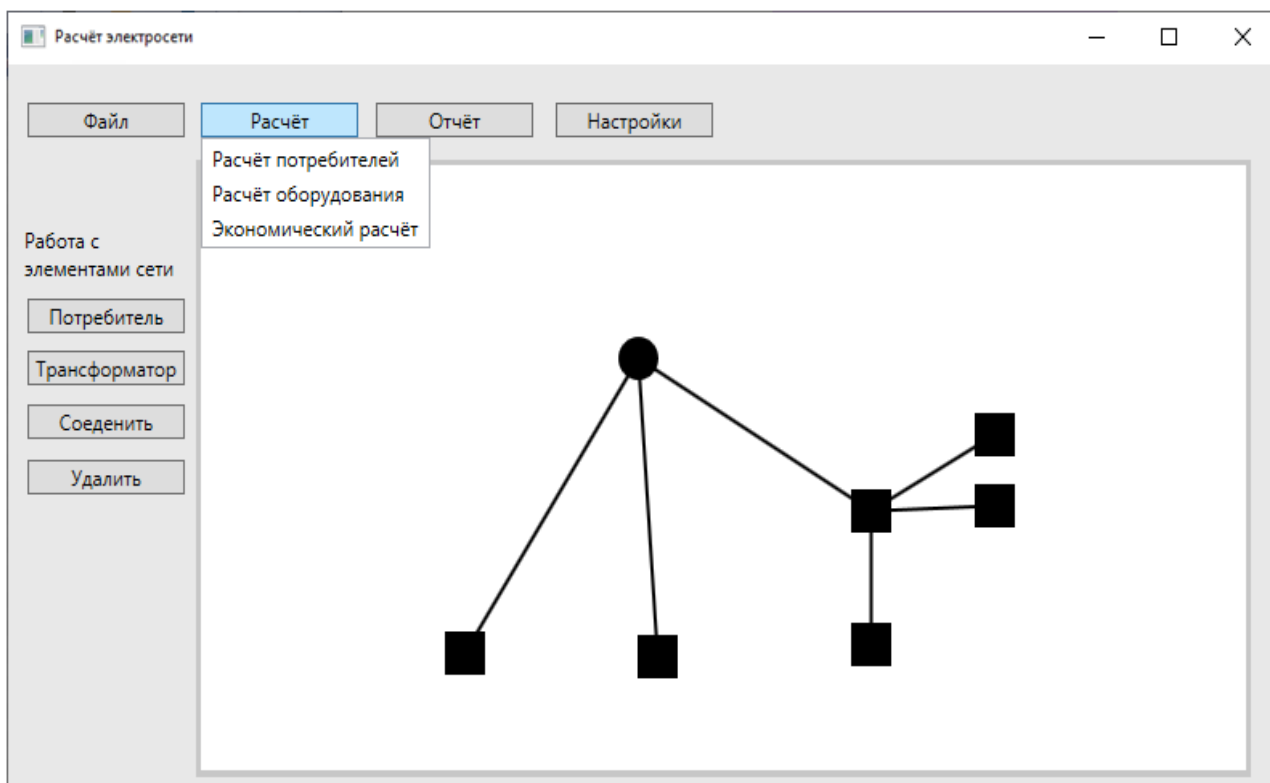 Расчёт электросети
Файл
Расчёт
Отчёт
Настройки
Расчёт потребителей
Расчёт оборудования
Экономический расчёт
Работа с
элементами сети
Потребитель
Трансформатор
Соеденить
Удалить